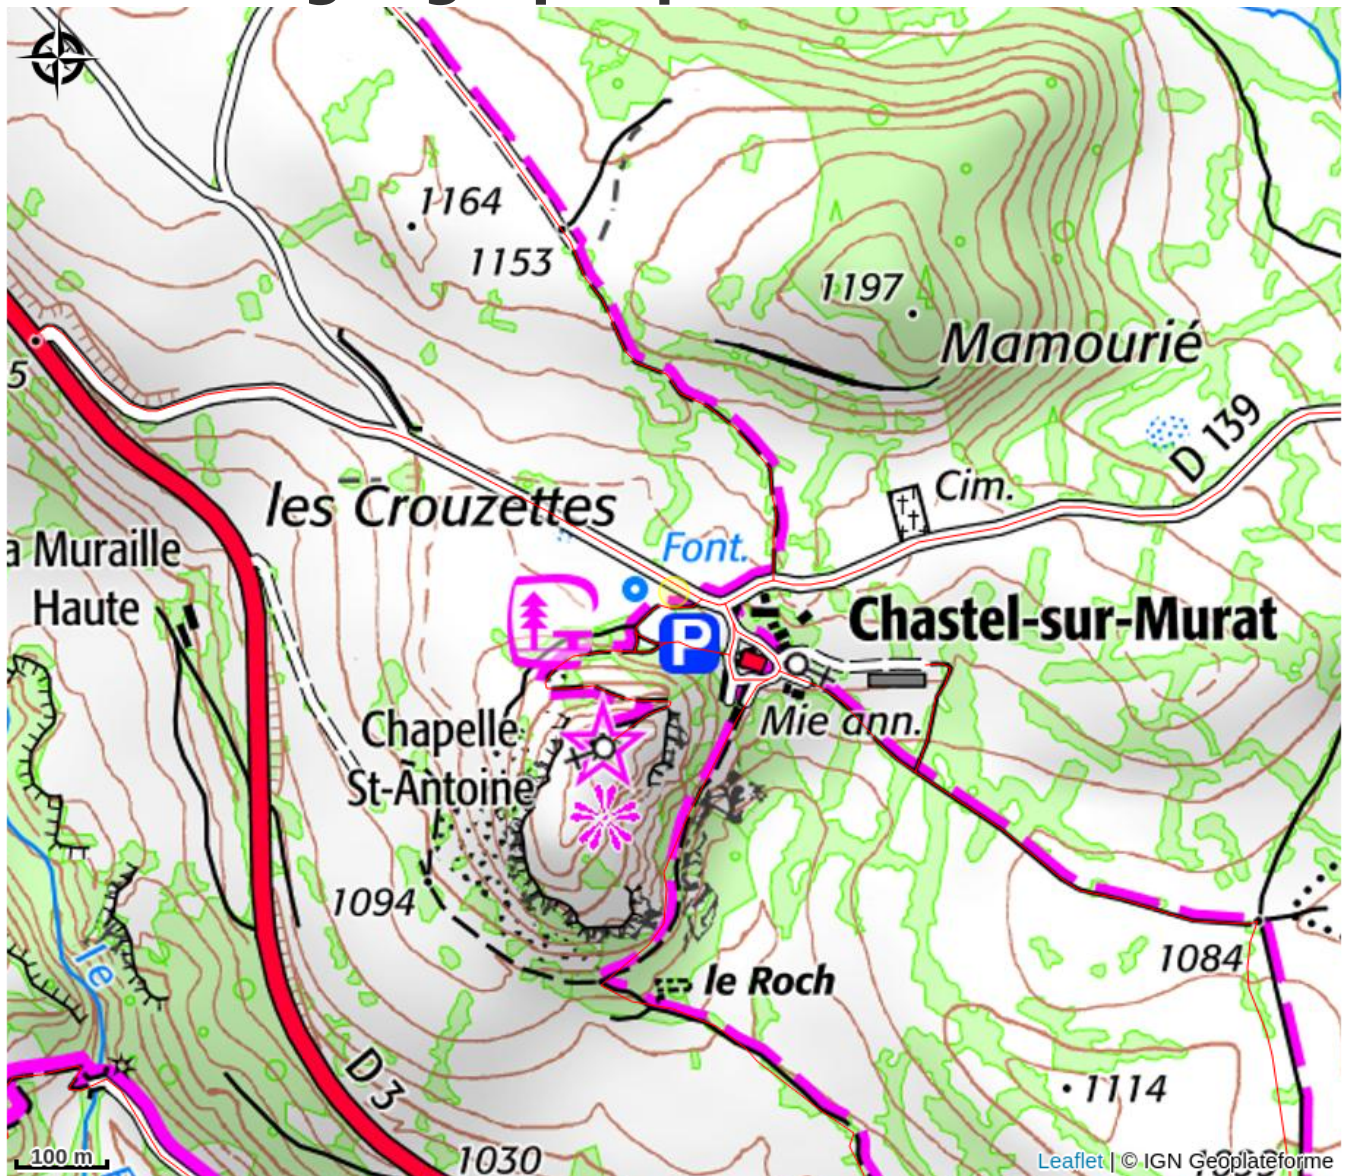 1164
1153
1197
Mamourié
5
D 139
les Crouzettes
Cim.
a Muraille
Haute
Font.
P
Chastel-sur-Murat
Chapelle
St-Antoine
Mie ann.
1094
le
1084
le Roch
D 3
1114
1030
100 m
Leaflet | © IGN Geoplateforme